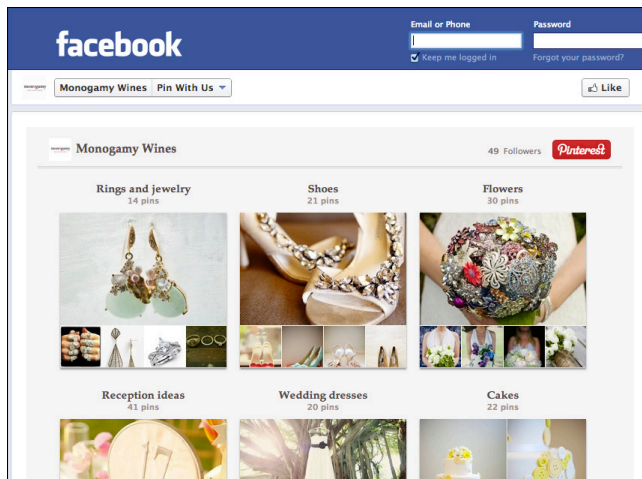 Email or Phone
Password
facebook
Keep me logged in
Forgot your password?
Monogamy Wines
Pin With Us
Like
Monogamy Wines
49 Followers
Pinterest
Rings and jewelry
Shoes
Flowers
14 pins
21 pins
30 pins
Reception ideas
Wedding dresses
Cakes
41 pins
20 pins
22 pins